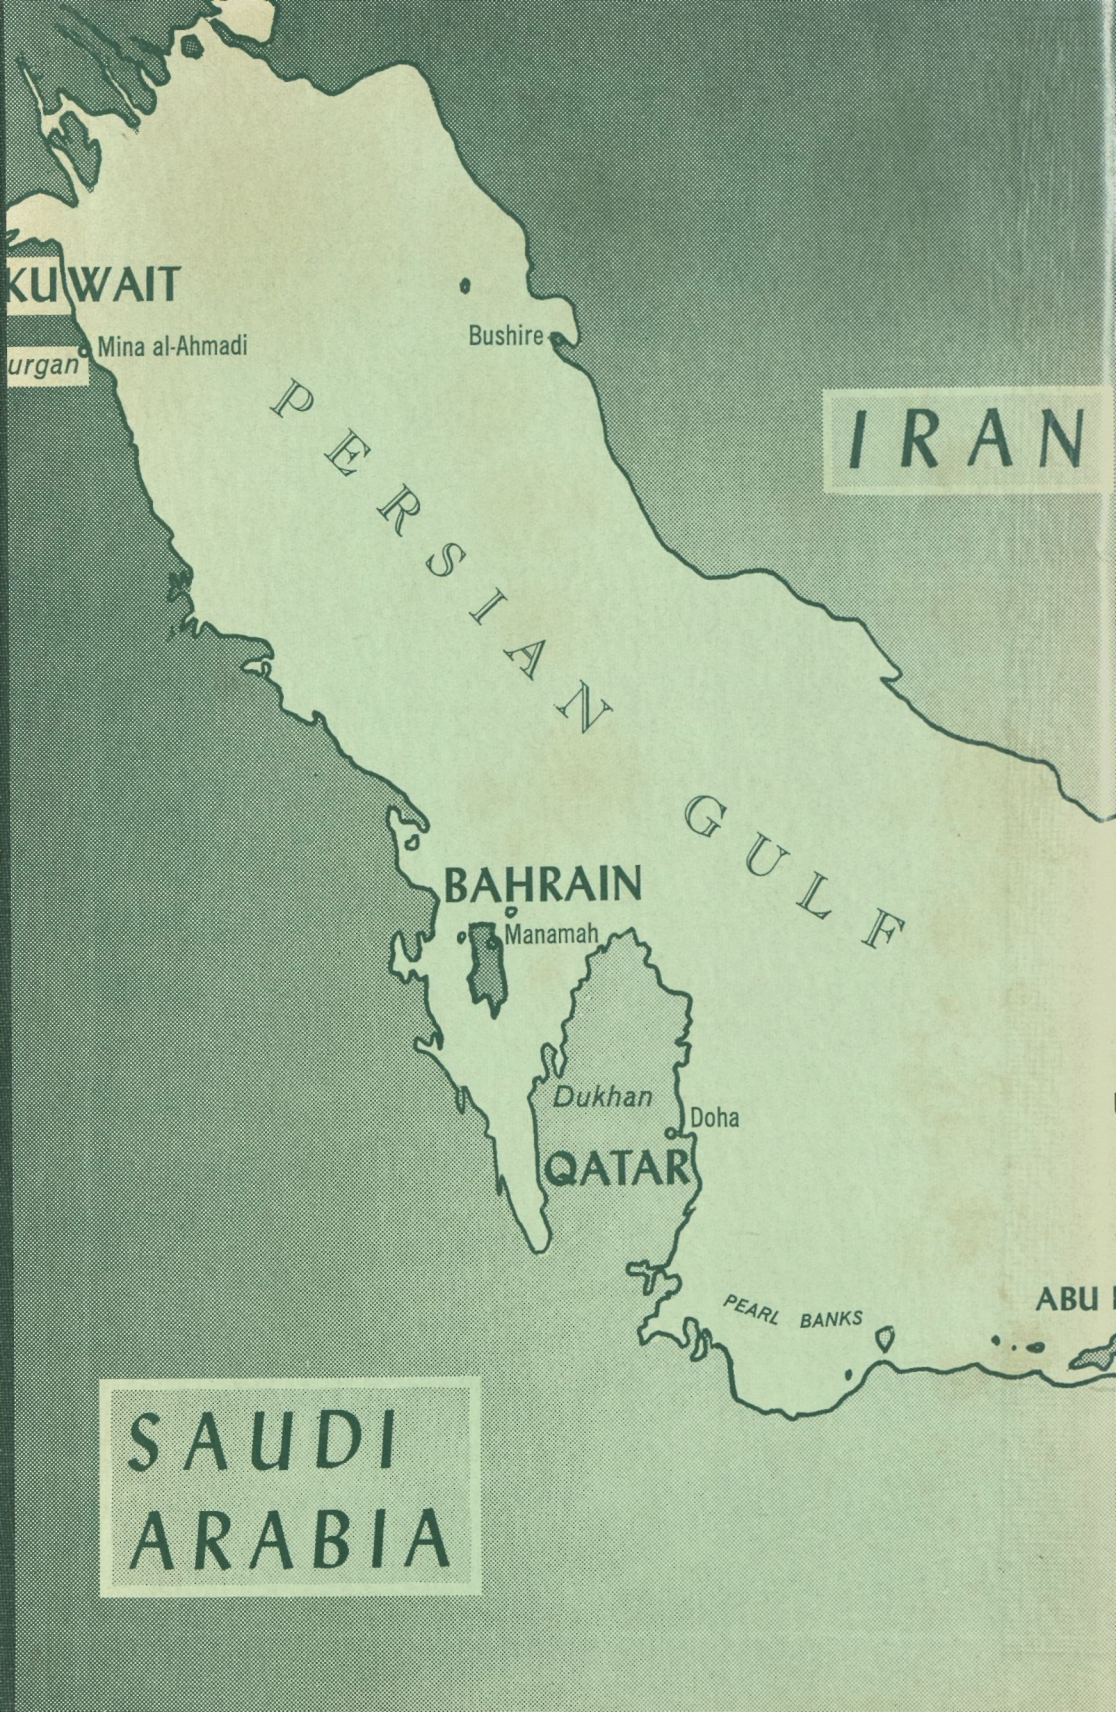 KUWAIT
Mina al-Ahmadi
urgan
Bushire
IRAN
PERSIAN
GULF
BAHRAIN
Manamah
Dukhan
Doha
QATAR
ABU
PEARL BANKS
SAUDI
ARABIA